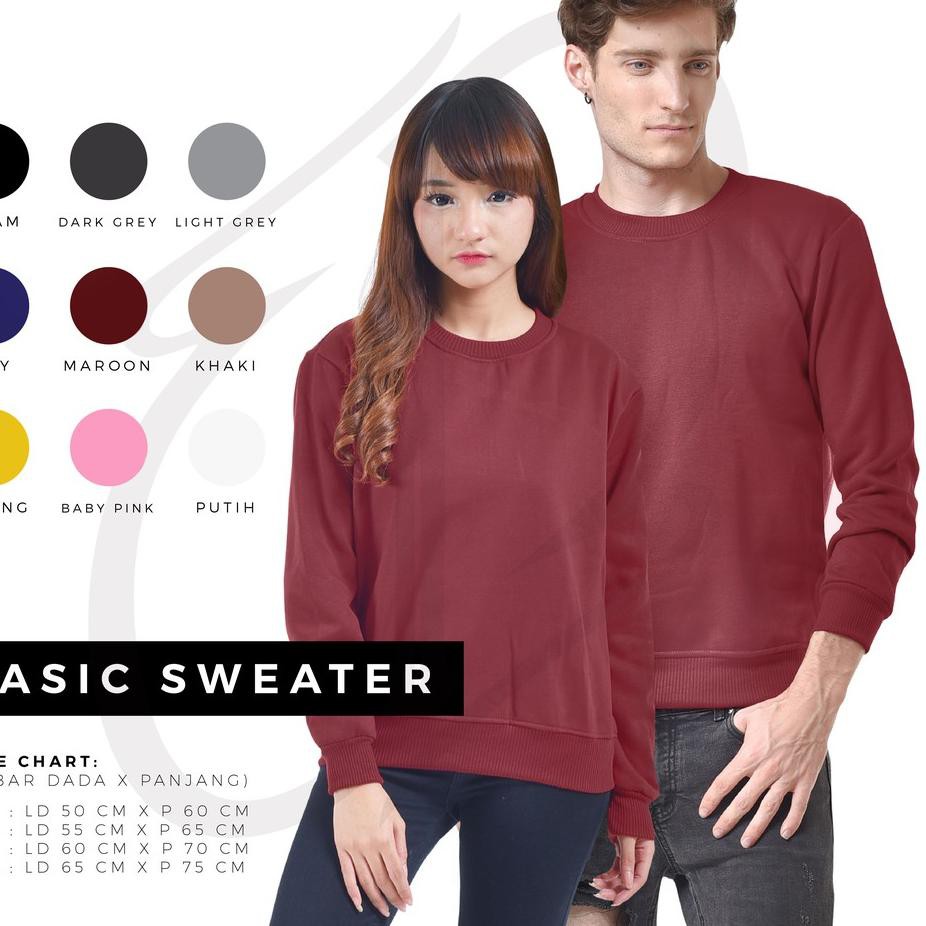 AM DARK GREY LIGHT GREY
Y MAROON KHAKI
NG BABY PINK PUTIH
ASIC SWEATER
E CHART:
BAR DADA X PANJANG)
: LD 50 CM X P 60 CM
: LD 55 CM X P 65 CM
: LD 60 CM X P 70 CM
: LD 65 CM X P 75 CM